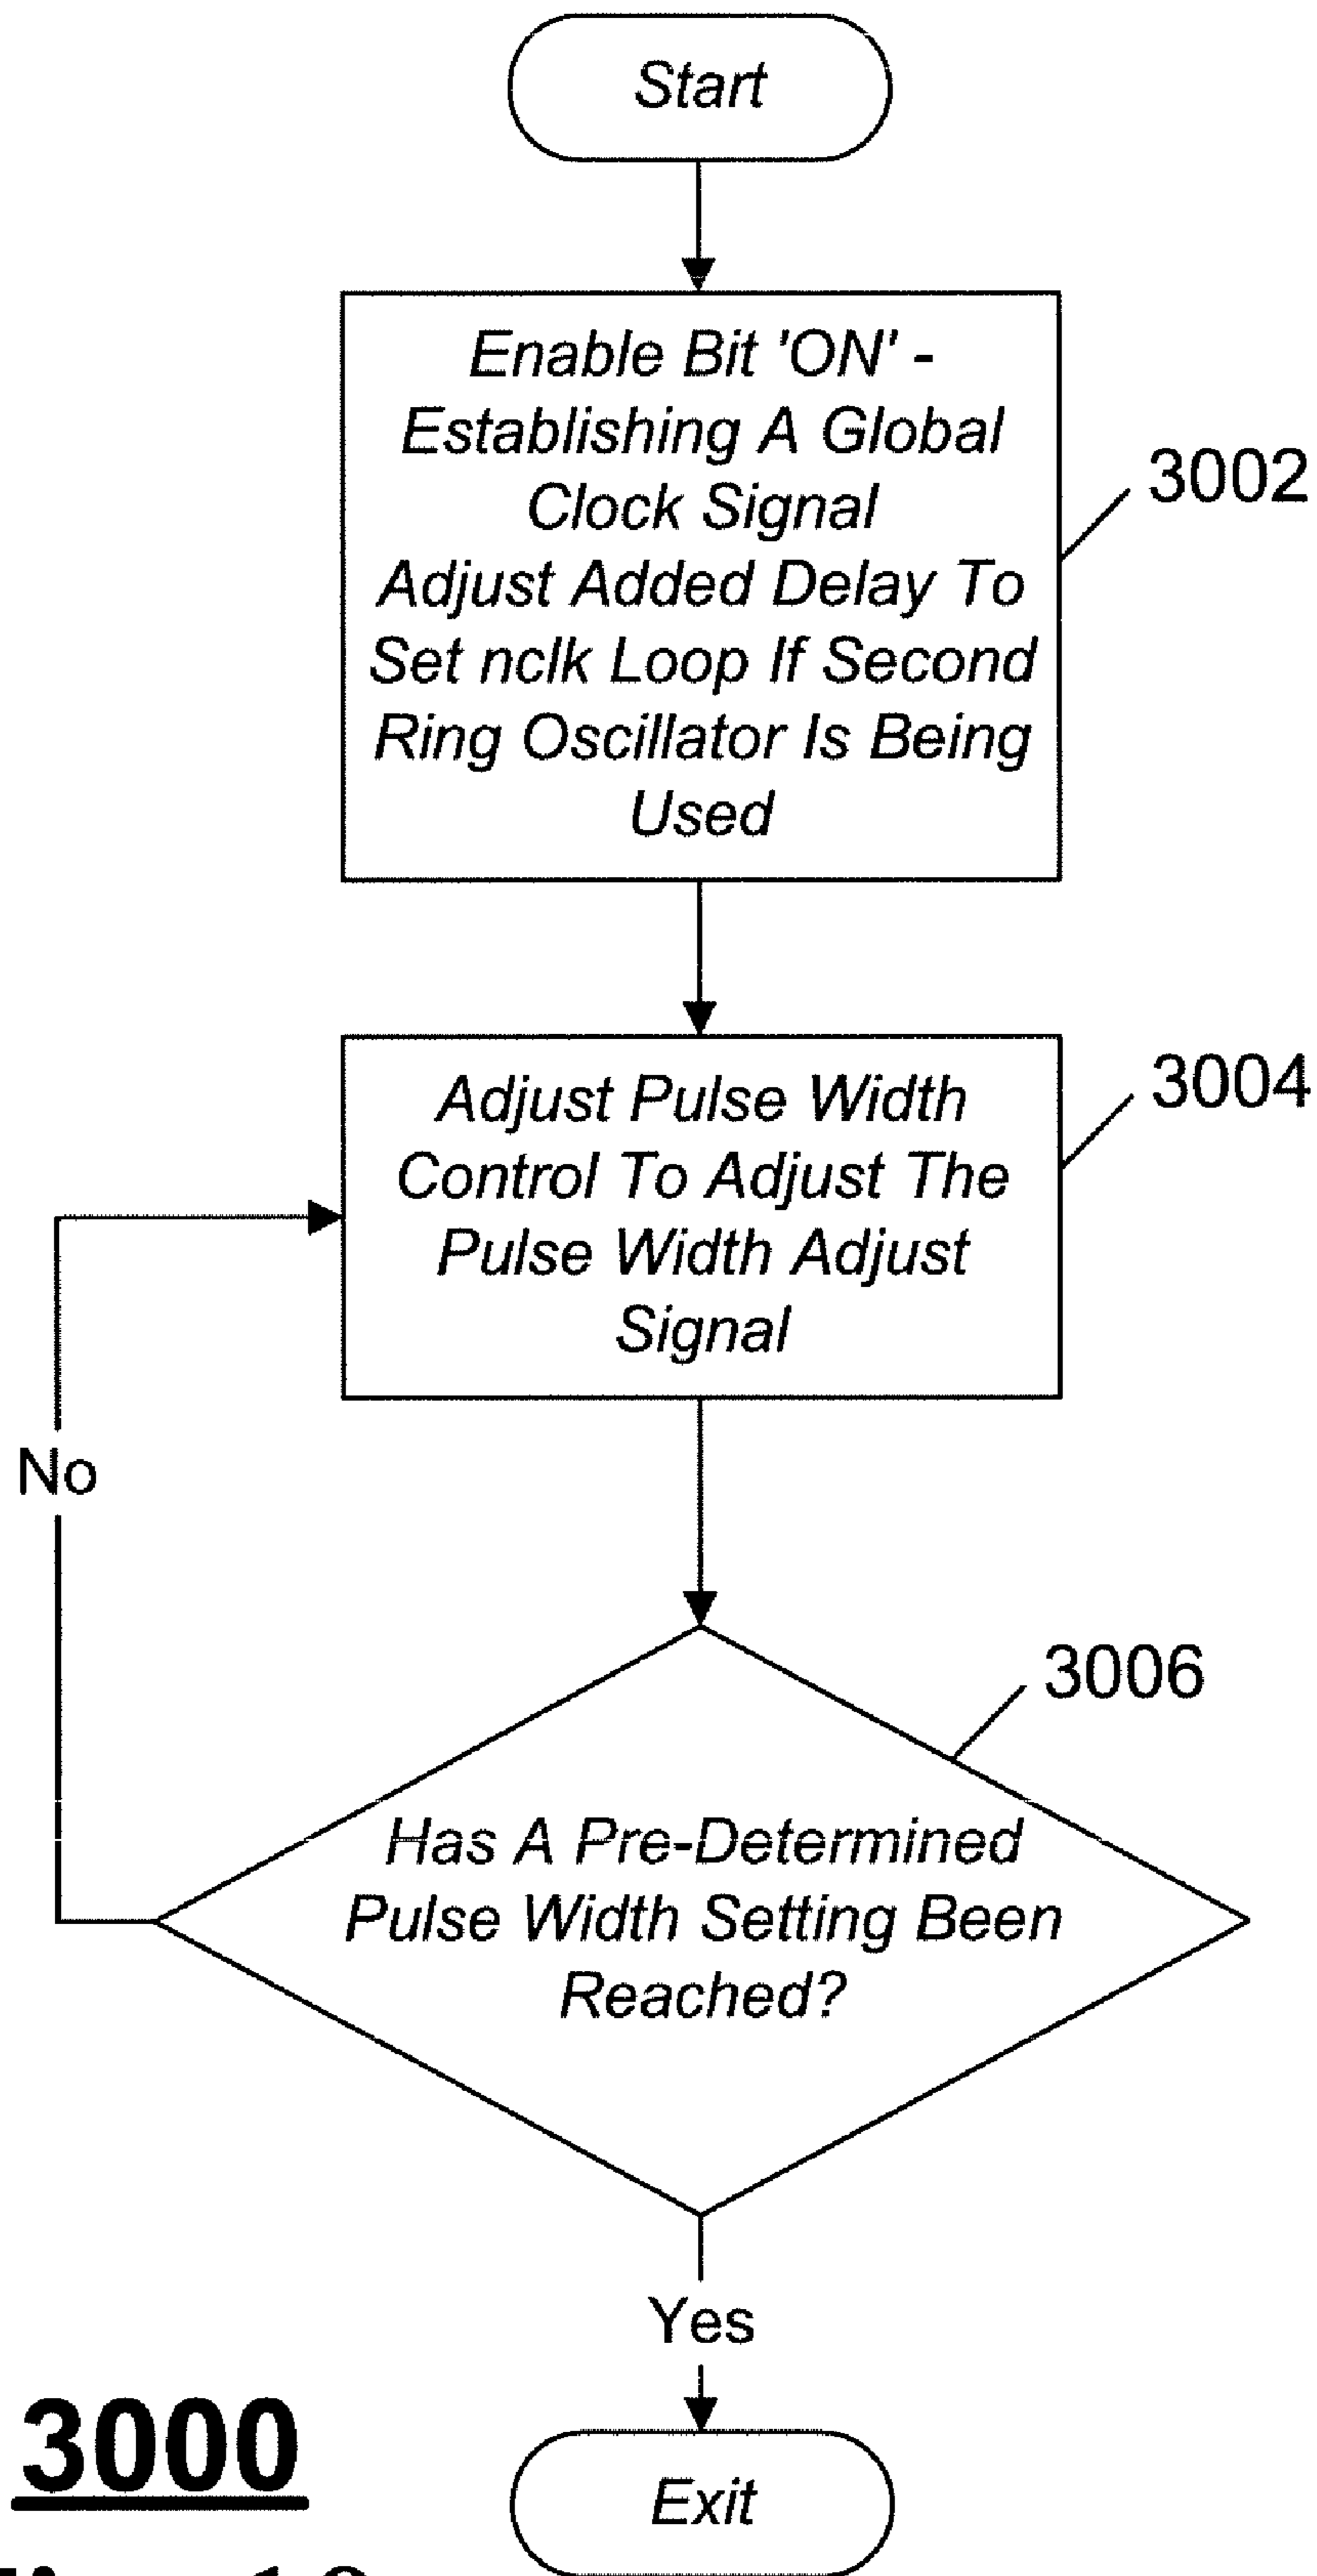 Start
Enable Bit 'ON' -
Establishing A Global
Clock Signal
Adjust Added Delay To
Set nclk Loop If Second
Ring Oscillator Is Being
Used
3002
Adjust Pulse Width
Control To Adjust The
Pulse Width Adjust
Signal
3004
No
3006
Has A Pre-Determined
Pulse Width Setting Been
Reached?
Yes
3000
Exit